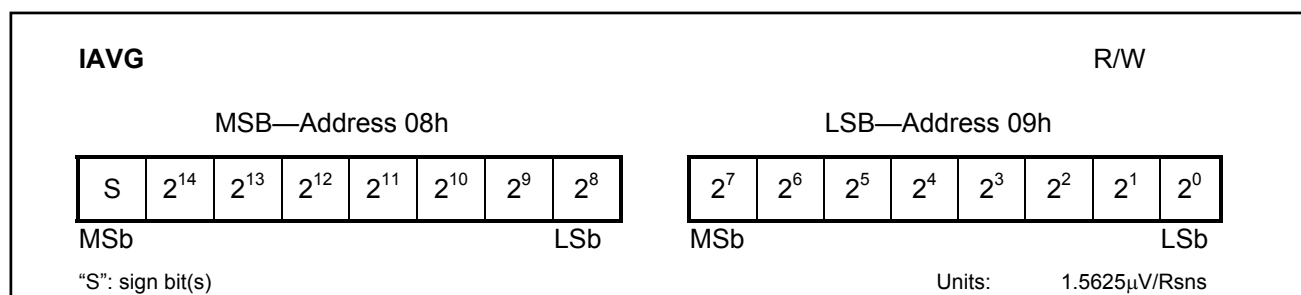 IAVG R/W
MSB—Address 08h LSB—Address 09h
S 2^14 2^13 2^12 2^11 2^10 2^9 2^8 2^7 2^6 2^5 2^4 2^3 2^2 2^1 2^0
MSb LSb MSb LSb
“S”: sign bit(s) Units: 1.5625μV/Rsns